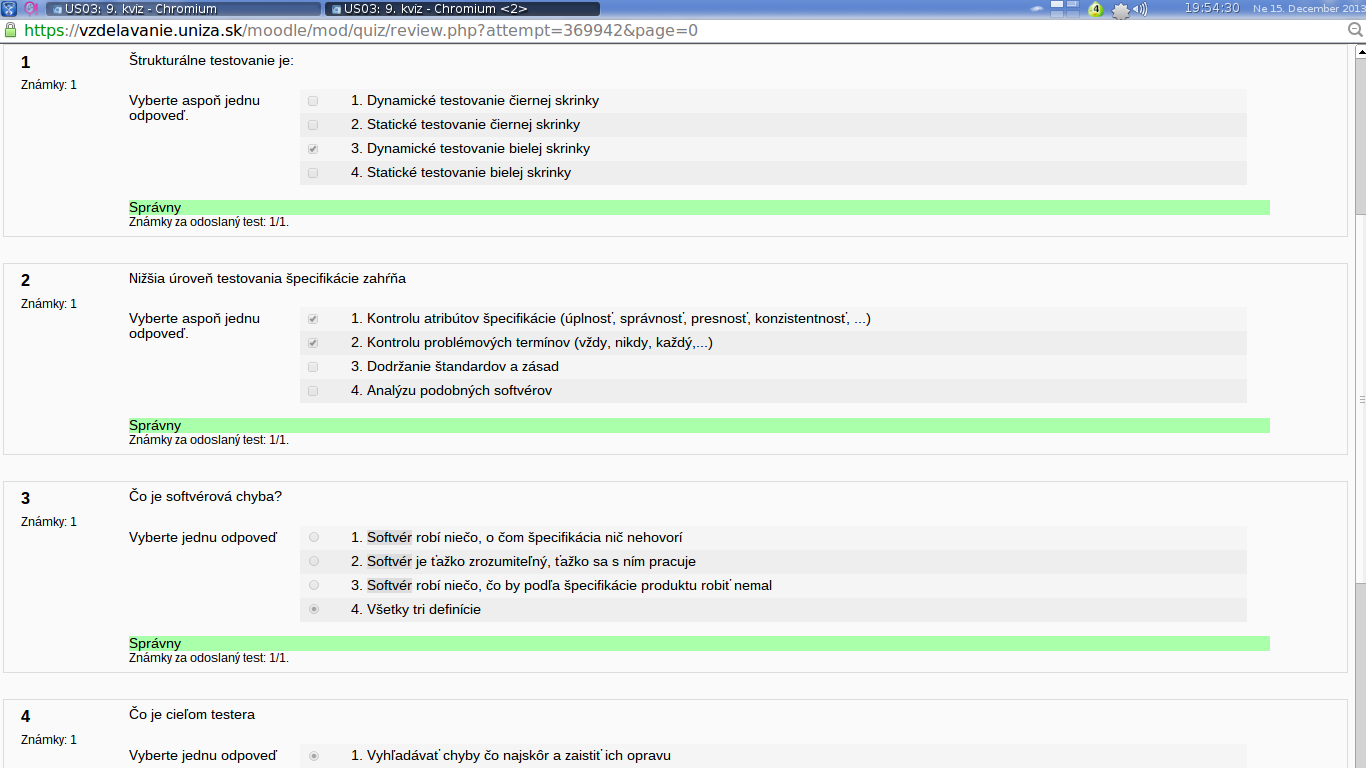 US03: 9. kviz - Chromium US03: 9. kviz - Chromium <2> 4 19:54:30 Ne 15. December 2013
https://vzdelavanie.uniza.sk/moodle/mod/quiz/review.php?attempt=369942&page=0
1 Štrukturálne testovanie je:
Známky: 1
Vyberte aspoň jednu odpoveď.
1. Dynamické testovanie čiernej skrinky
2. Statické testovanie čiernej skrinky
3. Dynamické testovanie bielej skrinky
4. Statické testovanie bielej skrinky
Správny
Známky za odoslaný test: 1/1.
2 Nižšia úroveň testovania špecifikácie zahŕňa
Známky: 1
Vyberte aspoň jednu odpoveď.
1. Kontrolu atribútov špecifikácie (úplnosť, správnosť, presnosť, konzistentnosť, ...)
2. Kontrolu problémových termínov (vždy, nikdy, každý,...)
3. Dodržanie štandardov a zásad
4. Analýzu podobných softvérov
Správny
Známky za odoslaný test: 1/1.
3 Čo je softvérová chyba?
Známky: 1
Vyberte jednu odpoveď
1. Softvér robí niečo, o čom špecifikácia nič nehovorí
2. Softvér je ťažko zrozumiteľný, ťažko sa s ním pracuje
3. Softvér robí niečo, čo by podľa špecifikácie produktu robiť nemal
4. Všetky tri definície
Správny
Známky za odoslaný test: 1/1.
4 Čo je cieľom testera
Známky: 1
Vyberte jednu odpoveď
1. Vyhľadávať chyby čo najskôr a zaistiť ich opravu